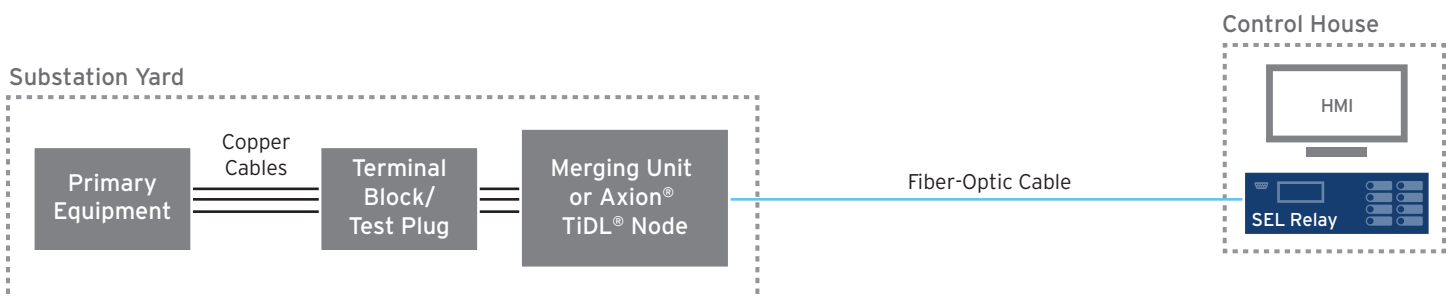 Control House
Substation Yard
HMI
Copper
Cables
Primary
Equipment
Terminal
Block/
Test Plug
Merging Unit
or Axion®
TiDL® Node
Fiber-Optic Cable
SEL Relay